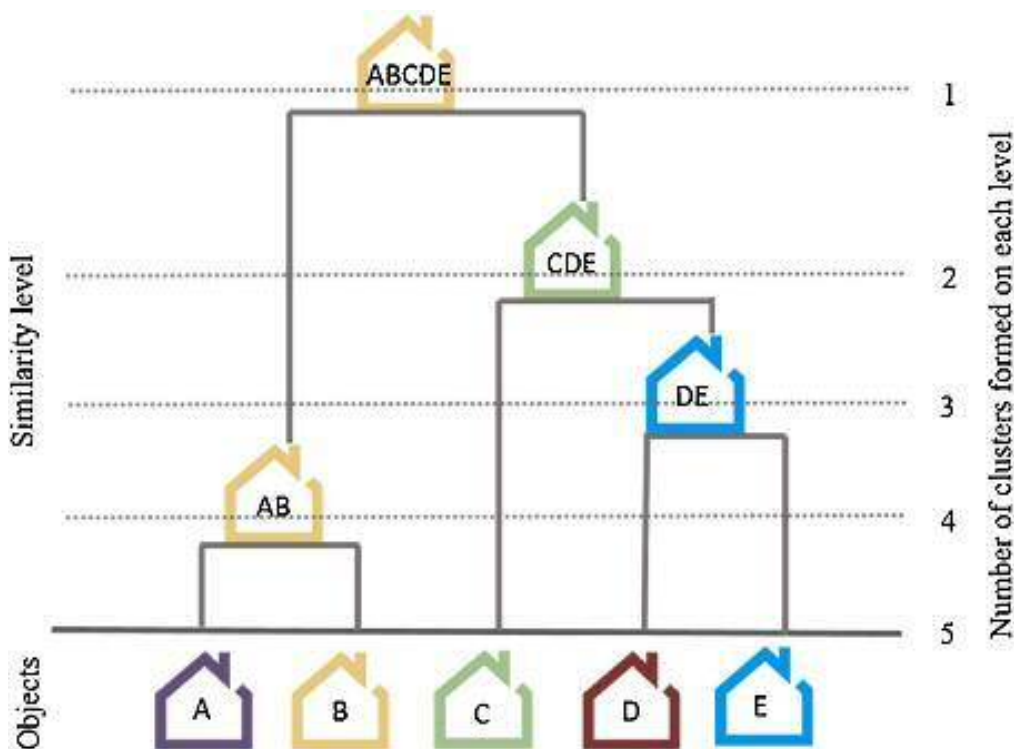 ABCDE
1
CDE
2
DE
3
AB
4
5
A
B
C
D
E
Objects
Similarity level
Number of clusters formed on each level